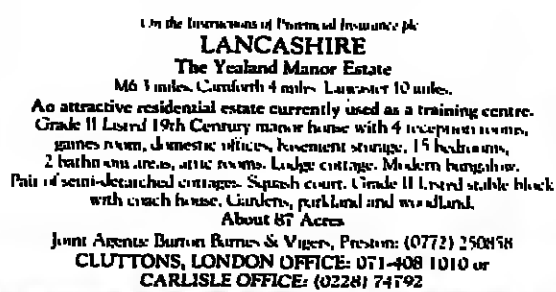 On the Instructions of Provincial Insurance plc
LANCASHIRE
The Yealand Manor Estate
M6 3 miles. Carnforth 4 miles. Lancaster 10 miles.
An attractive residential estate currently used as a training centre.
Grade II Listed 19th Century manor house with 4 reception rooms,
games room, domestic offices, basement storage, 15 bedrooms,
2 bathroom areas, attic rooms. Lodge cottage. Modern bungalow.
Pair of semi-detached cottages. Squash court. Grade II Listed stable block
with coach house. Gardens, parkland and woodland.
About 87 Acres
Joint Agents: Burton Barnes & Vigers, Preston: (0772) 250858
CLUTTONS, LONDON OFFICE: 071-408 1010 or
CARLISLE OFFICE: (0228) 74792